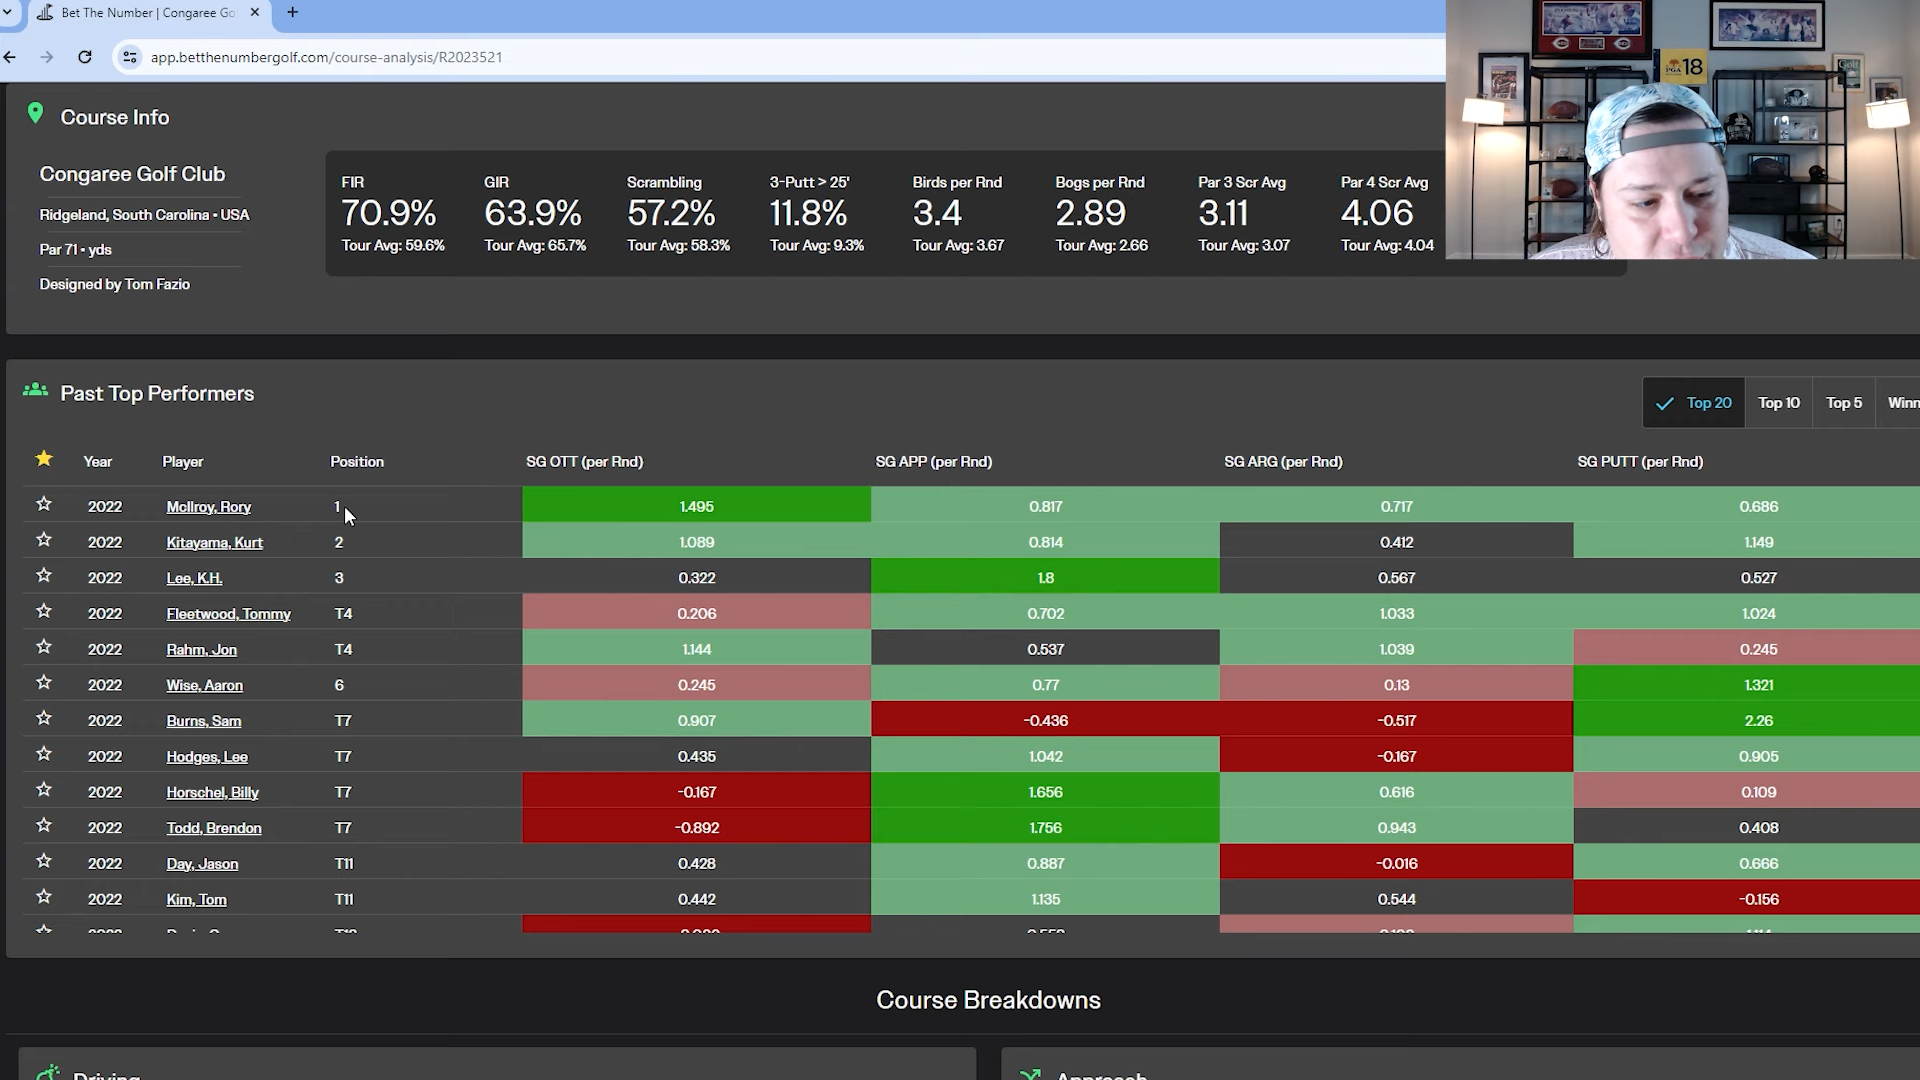 Bet The Number | Congaree Go
app.betthenumbergolf.com/course-analysis/R2023521
PGA 18
Golf
Course Info
Congaree Golf Club
Ridgeland, South Carolina • USA
Par 71 • yds
Designed by Tom Fazio
FIR GIR Scrambling 3-Putt > 25' Birds per Rnd Bogs per Rnd Par 3 Scr Avg Par 4 Scr Avg
70.9% 63.9% 57.2% 11.8% 3.4 2.89 3.11 4.06
Tour Avg: 59.6% Tour Avg: 65.7% Tour Avg: 58.3% Tour Avg: 9.3% Tour Avg: 3.67 Tour Avg: 2.66 Tour Avg: 3.07 Tour Avg: 4.04
Past Top Performers
Top 20 Top 10 Top 5 Winn
Year Player Position SG OTT (per Rnd) SG APP (per Rnd) SG ARG (per Rnd) SG PUTT (per Rnd)
2022 McIlroy, Rory 1 1.495 0.817 0.717 0.686
2022 Kitayama, Kurt 2 1.089 0.814 0.412 1.149
2022 Lee, K.H. 3 0.322 1.8 0.567 0.527
2022 Fleetwood, Tommy T4 0.206 0.702 1.033 1.024
2022 Rahm, Jon T4 1.144 0.537 1.039 0.245
2022 Wise, Aaron 6 0.245 0.77 0.13 1.321
2022 Burns, Sam T7 0.907 -0.436 -0.517 2.26
2022 Hodges, Lee T7 0.435 1.042 -0.167 0.905
2022 Horschel, Billy T7 -0.167 1.656 0.616 0.109
2022 Todd, Brendon T7 -0.892 1.756 0.943 0.408
2022 Day, Jason T11 0.428 0.887 -0.016 0.666
2022 Kim, Tom T11 0.442 1.135 0.544 -0.156
Course Breakdowns
Driving Approach